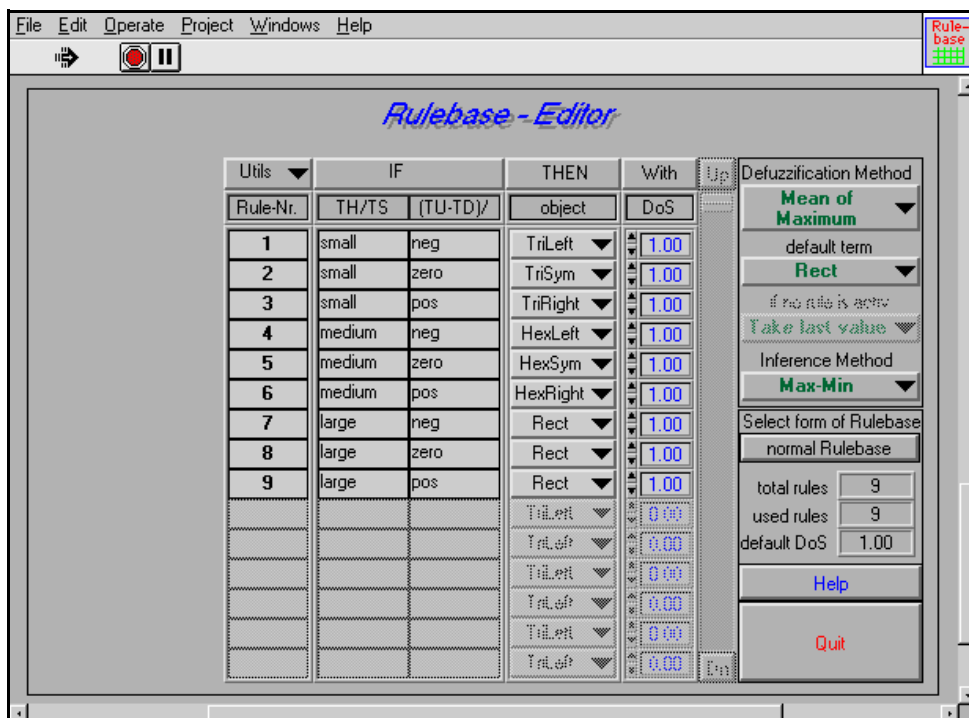 File Edit Operate Project Windows Help
Rule-
base
Rulebase - Editor
Utils IF THEN With Up Defuzzification Method
Rule-Nr. TH/TS (TU-TD)/ object DoS Mean of
Maximum
1 small neg TriLeft 1.00 default term
2 small zero TriSym 1.00 Rect
3 small pos TriRight 1.00 if no rule is activ
4 medium neg HexLeft 1.00 Take last value
5 medium zero HexSym 1.00 Inference Method
6 medium pos HexRight 1.00 Max-Min
7 large neg Rect 1.00 Select form of Rulebase
8 large zero Rect 1.00 normal Rulebase
9 large pos Rect 1.00 total rules 9
TriLeft 0.00 used rules 9
TriLeft 0.00 default DoS 1.00
TriLeft 0.00 Help
TriLeft 0.00
TriLeft 0.00 Quit
TriLeft 0.00 Dn